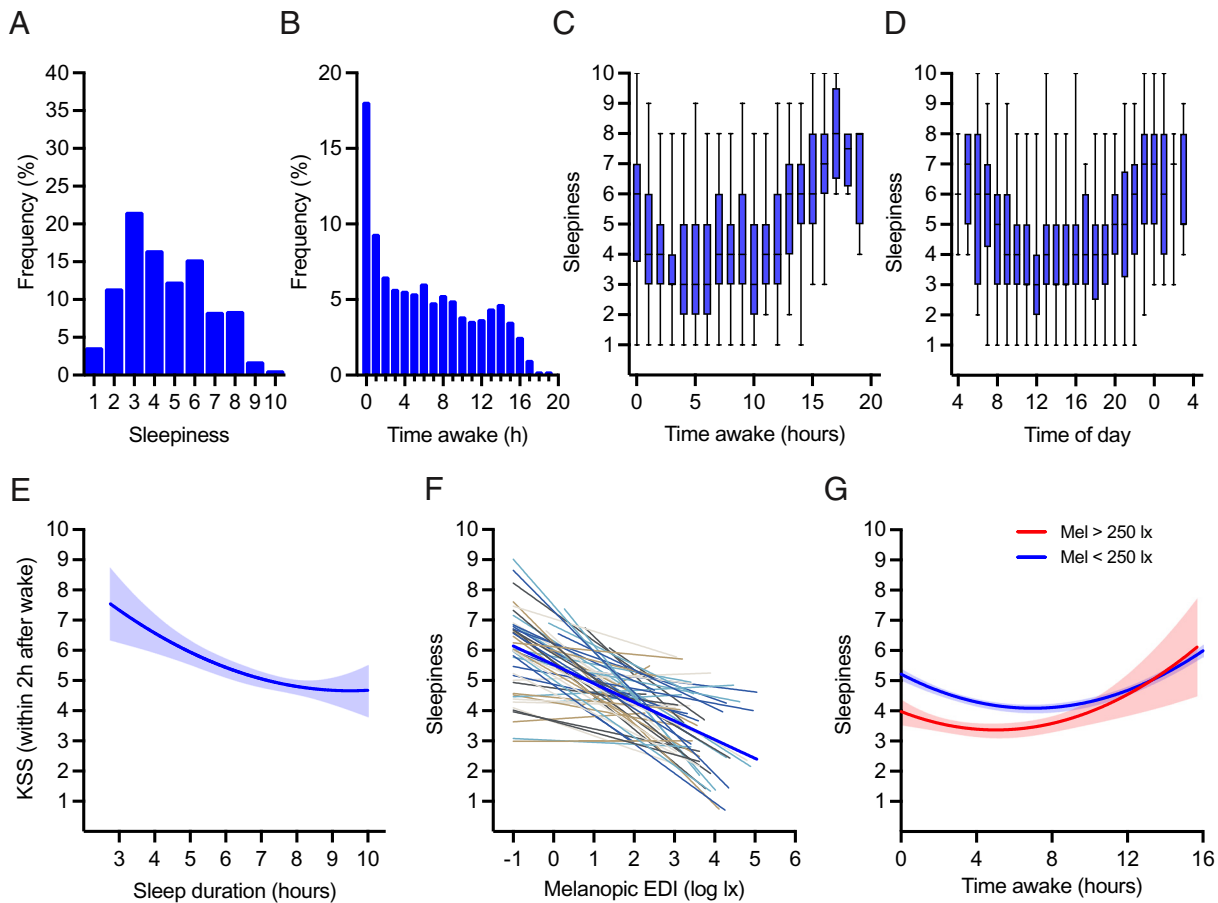 A
B
C
D
40
35
30
25
20
15
10
5
0
Frequency (%)
1 2 3 4 5 6 7 8 9 10
Sleepiness
20
15
10
5
0
Frequency (%)
0 4 8 12 16 20
Time awake (h)
10
9
8
7
6
5
4
3
2
1
Sleepiness
0 5 10 15 20
Time awake (hours)
10
9
8
7
6
5
4
3
2
1
Sleepiness
4 8 12 16 20 0 4
Time of day
E
F
G
10
9
8
7
6
5
4
3
2
1
KSS (within 2h after wake)
3 4 5 6 7 8 9 10
Sleep duration (hours)
10
9
8
7
6
5
4
3
2
1
Sleepiness
-1 0 1 2 3 4 5 6
Melanopic EDI (log lx)
10
9
8
7
6
5
4
3
2
1
Sleepiness
Mel > 250 lx
Mel < 250 lx
0 4 8 12 16
Time awake (hours)